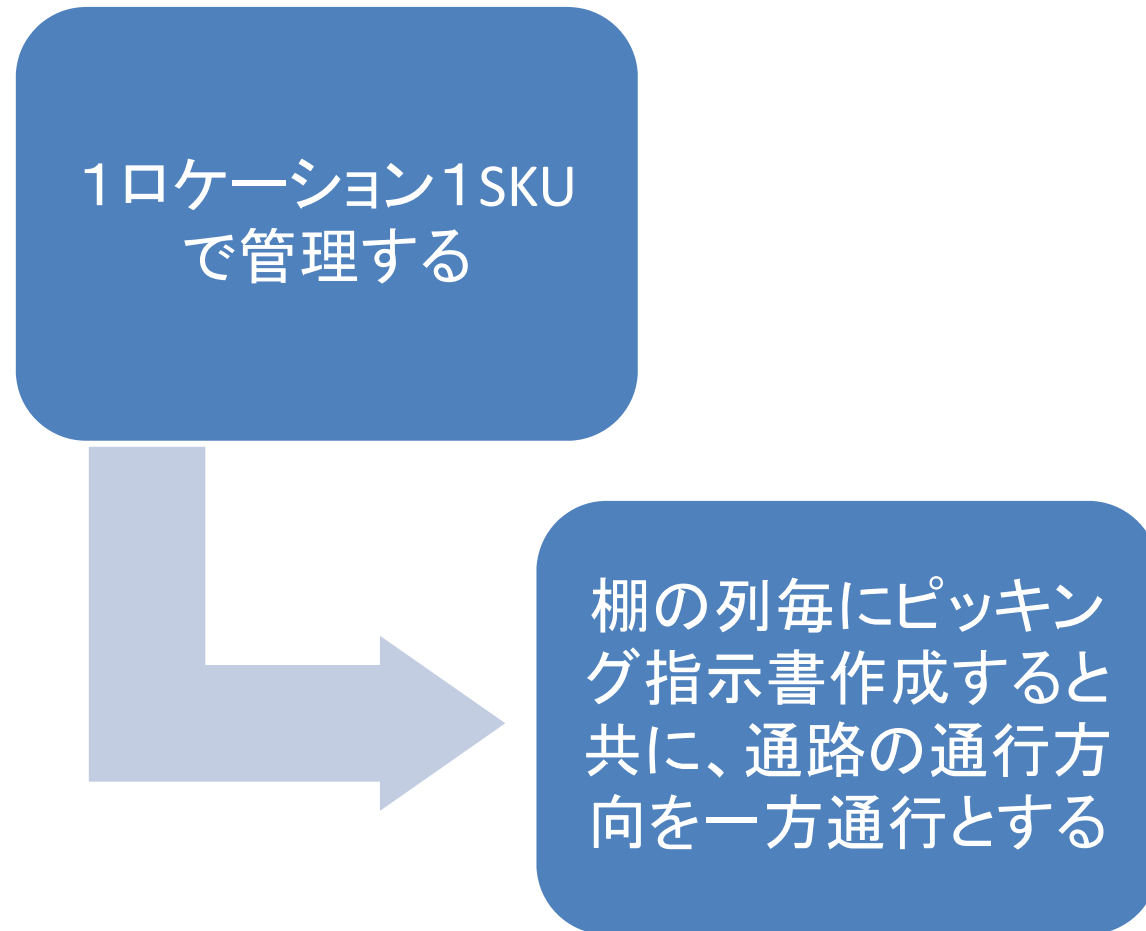 １ロケーション１SKU
で管理する
棚の列毎にピッキン
グ指示書作成すると
共に、通路の通行方
向を一方通行とする